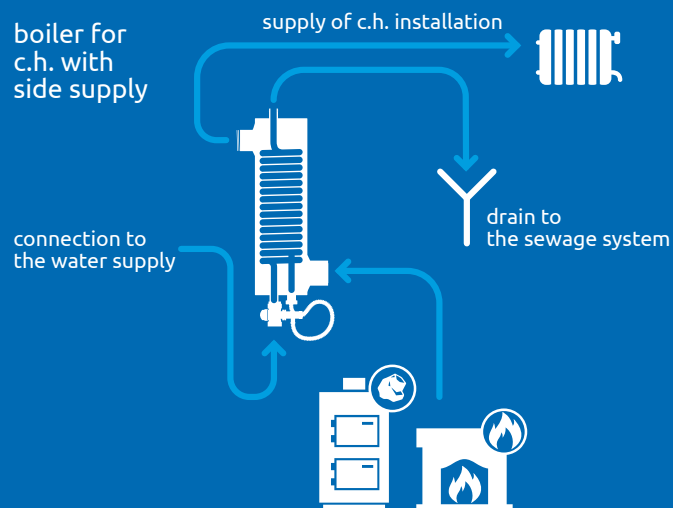 boiler for
c.h. with
side supply
supply of c.h. installation
drain to
the sewage system
connection to
the water supply